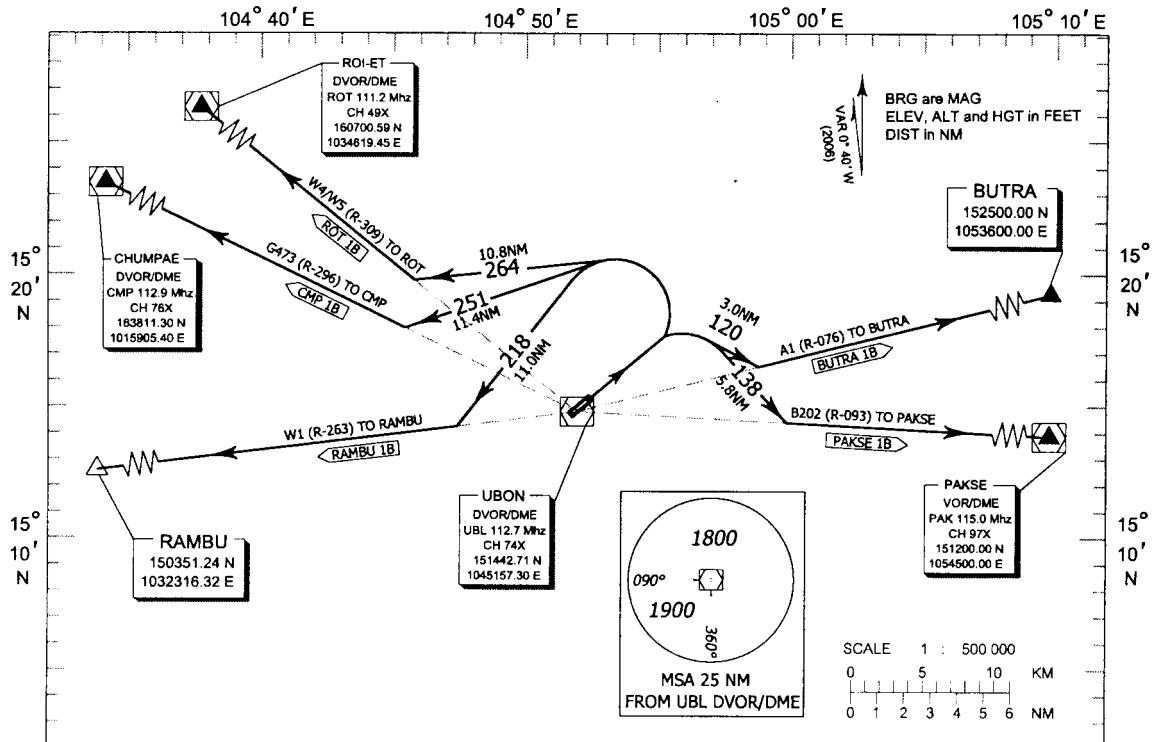 104° 40′ E
104° 50′ E
105° 00′ E
105° 10′ E
ROI-ET
DVOR/DME
ROT 111.2 Mhz
CH 49X
160700.59 N
1034619.45 E
VAR 0° 40′ W
(2006)
BRG are MAG
ELEV, ALT and HGT in FEET
DIST in NM
BUTRA
152500.00 N
1053600.00 E
W4/W5 (R-309) TO ROT
ROT 1B
G473 (R-296) TO CMP
CMP 1B
10.8NM
264
251
11.4NM
218
11.0NM
3.0NM
120
138
5.8NM
A1 (R-076) TO BUTRA
BUTRA 1B
15°
20′
N
15°
20′
N
CHUMPAE
DVOR/DME
CMP 112.9 Mhz
CH 76X
163811.30 N
1015905.40 E
W1 (R-263) TO RAMBU
RAMBU 1B
B202 (R-093) TO PAKSE
PAKSE 1B
UBON
DVOR/DME
UBL 112.7 Mhz
CH 74X
151442.71 N
1045157.30 E
PAKSE
VOR/DME
PAK 115.0 Mhz
CH 97X
151200.00 N
1054500.00 E
RAMBU
150351.24 N
1032316.32 E
15°
10′
N
15°
10′
N
1800
090°
1900
360°
MSA 25 NM
FROM UBL DVOR/DME
SCALE 1 : 500 000
0 5 10 KM
0 1 2 3 4 5 6 NM